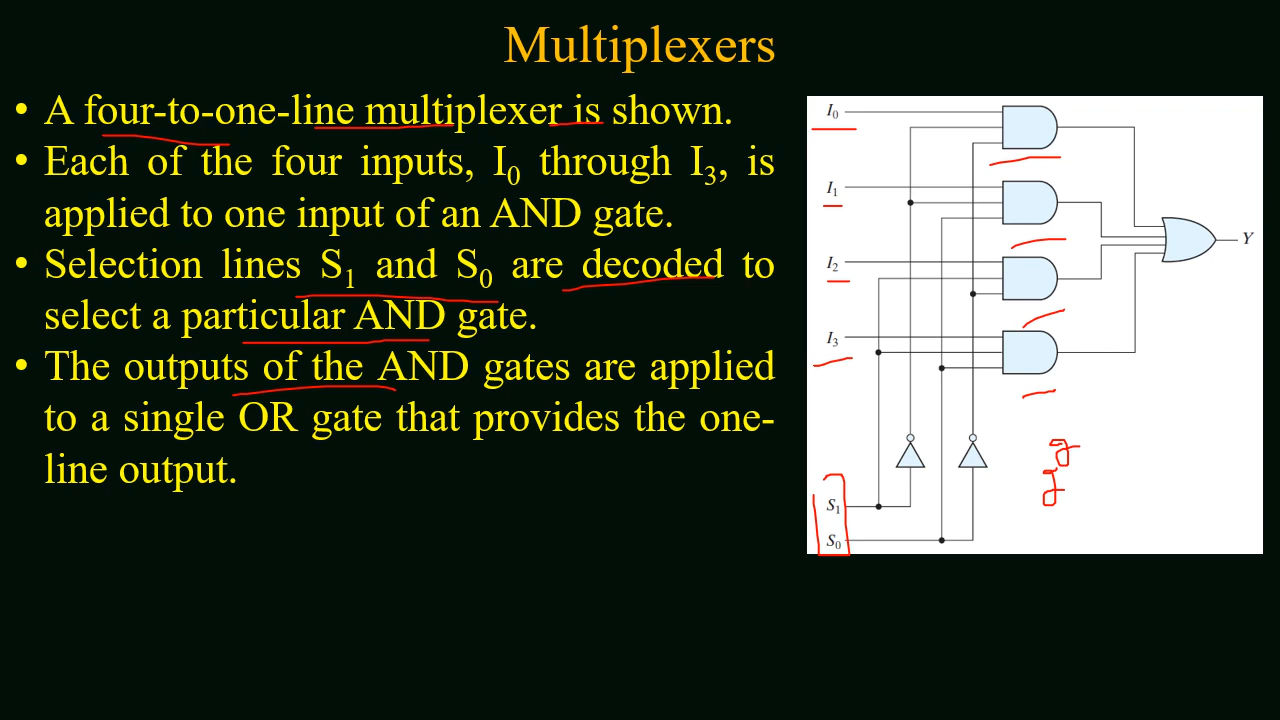 Multiplexers
• A four-to-one-line multiplexer is shown.
• Each of the four inputs, I0 through I3, is
applied to one input of an AND gate.
• Selection lines S1 and S0 are decoded to
select a particular AND gate.
• The outputs of the AND gates are applied
to a single OR gate that provides the one-
line output.
I0
I1
I2
I3
Y
S1
S0